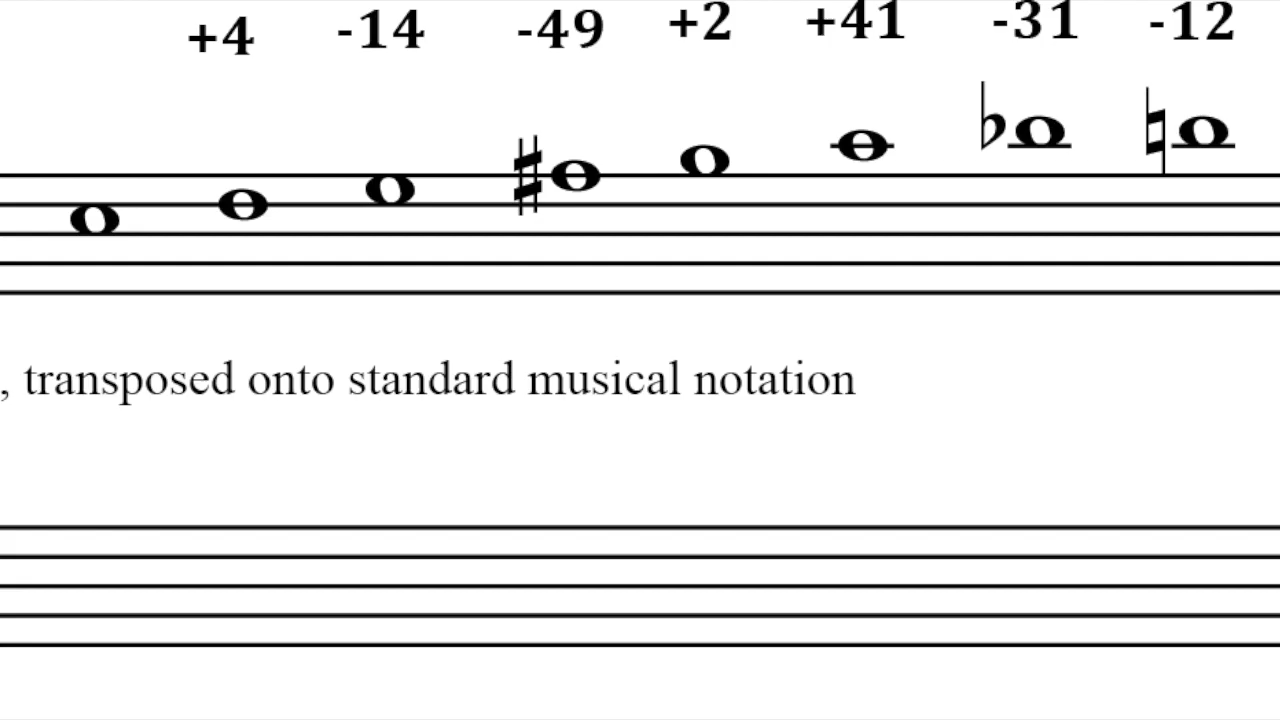 +4 -14 -49 +2 +41 -31 -12
, transposed onto standard musical notation